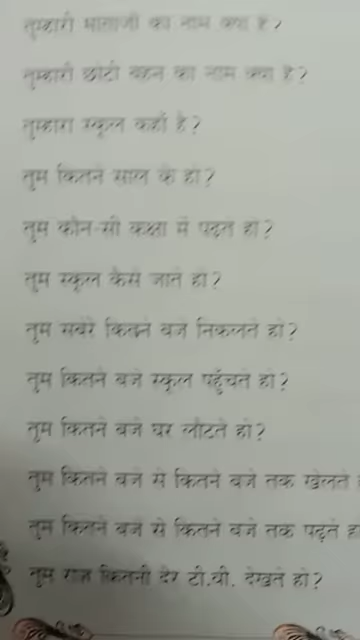 तुम्हारी माताजी का नाम क्या है?
तुम्हारी छोटी बहन का नाम क्या है?
तुम्हारा स्कूल कहाँ है?
तुम कितने साल के हो?
तुम कौन-सी कक्षा में पढ़ते हो?
तुम स्कूल कैसे जाते हो?
तुम सबेरे कितने बजे निकलते हो?
तुम कितने बजे स्कूल पहुँचते हो?
तुम कितने बजे घर लौटते हो?
तुम कितने बजे से कितने बजे तक खेलते
तुम कितने बजे से कितने बजे तक पढ़ते
तुम रोज कितनी देर टी.वी. देखते हो?